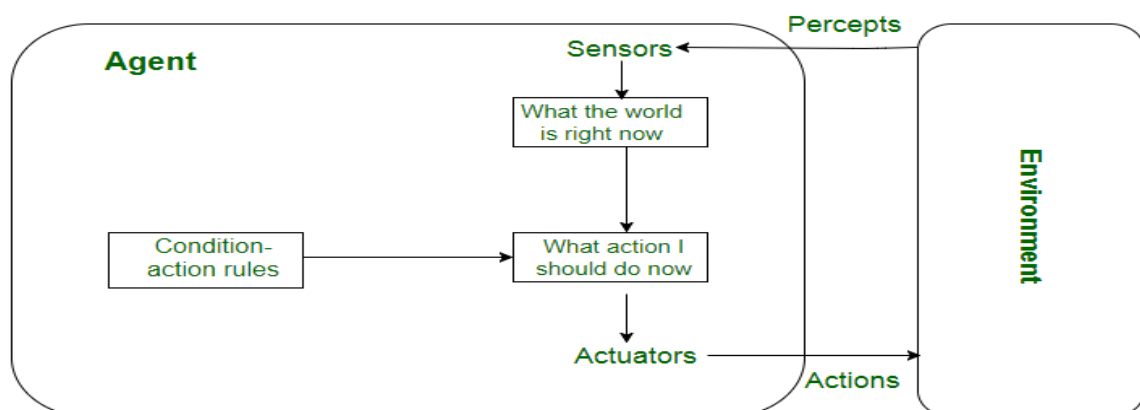 Percepts
Agent
Sensors
What the world
is right now
Condition-
action rules
What action I
should do now
Actuators
Actions
Environment